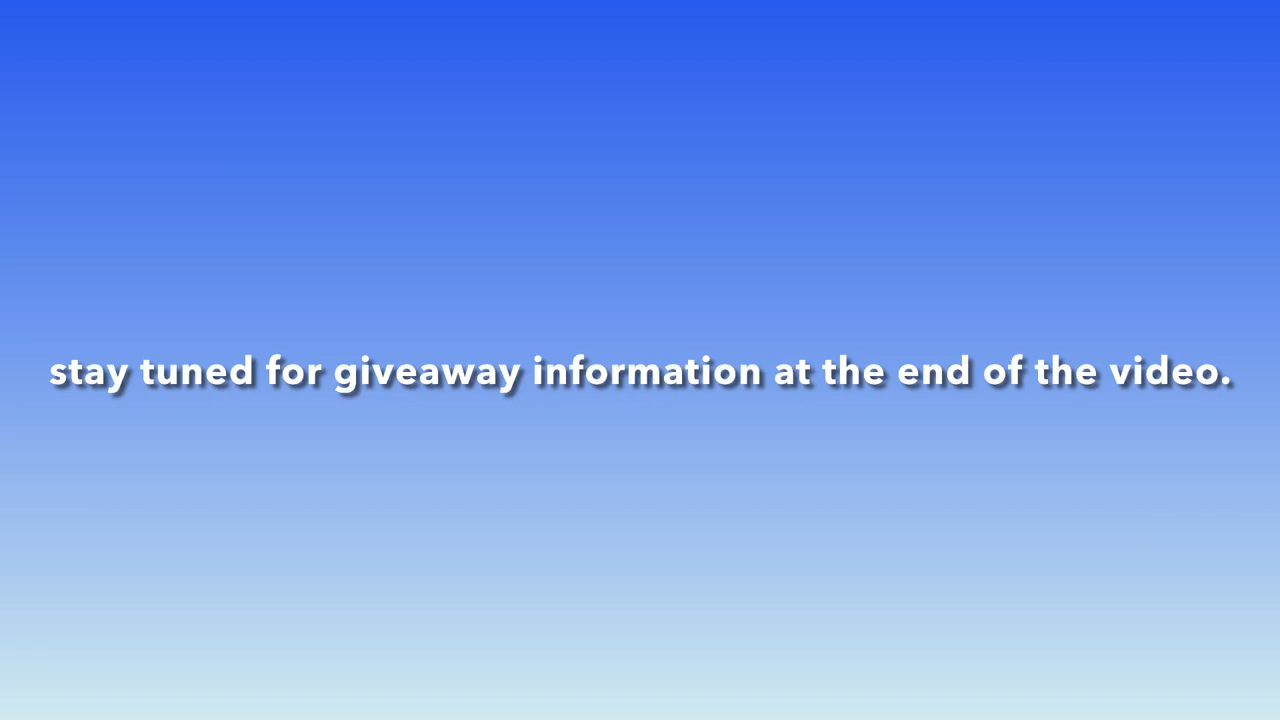 stay tuned for giveaway information at the end of the video.